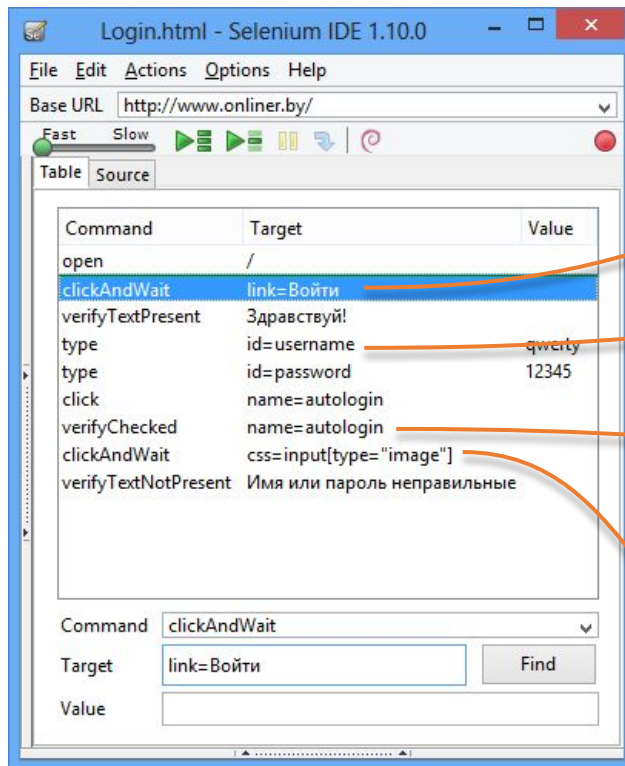 Login.html - Selenium IDE 1.10.0
File Edit Actions Options Help
Base URL http://www.onliner.by/
Fast Slow
Table Source
Command Target Value
open /
clickAndWait link=Войти
verifyTextPresent Здравствуй!
type id=username qwerty
type id=password 12345
click name=autologin
verifyChecked name=autologin
clickAndWait css=input[type="image"]
verifyTextNotPresent Имя или пароль неправильные
Command clickAndWait
Target link=Войти Find
Value